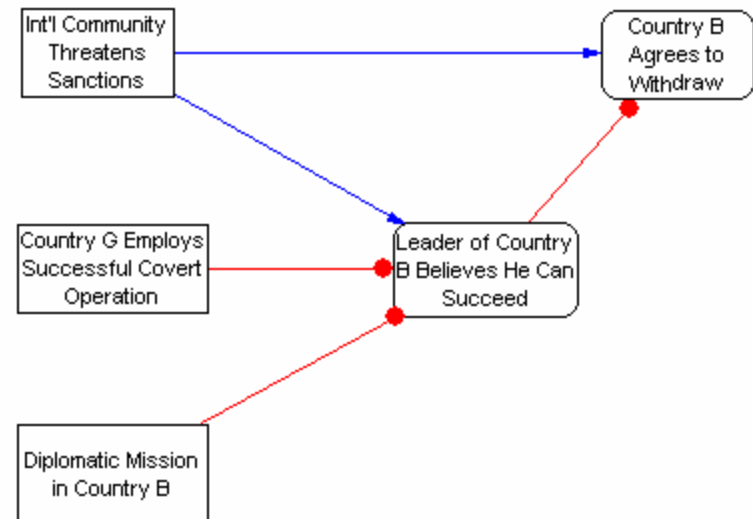 Int'l Community
Threatens
Sanctions
Country B
Agrees to
Withdraw
Country G Employs
Successful Covert
Operation
Leader of Country
B Believes He Can
Succeed
Diplomatic Mission
in Country B